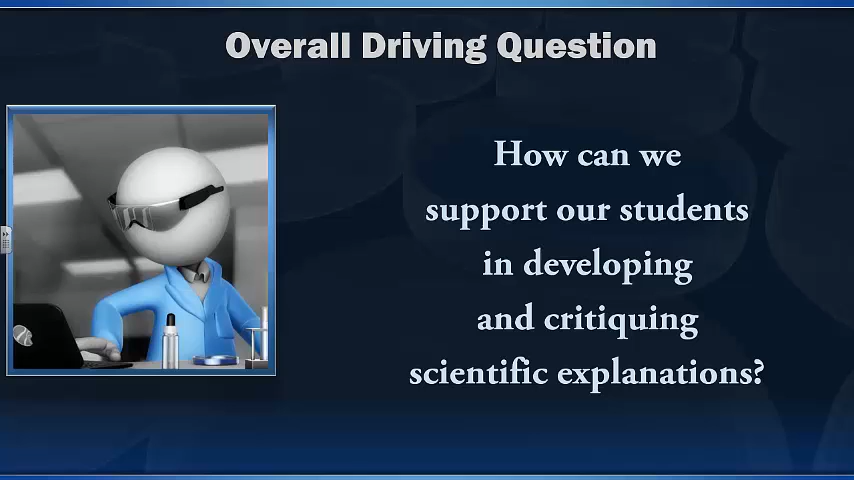 Overall Driving Question
How can we
support our students
in developing
and critiquing
scientific explanations?